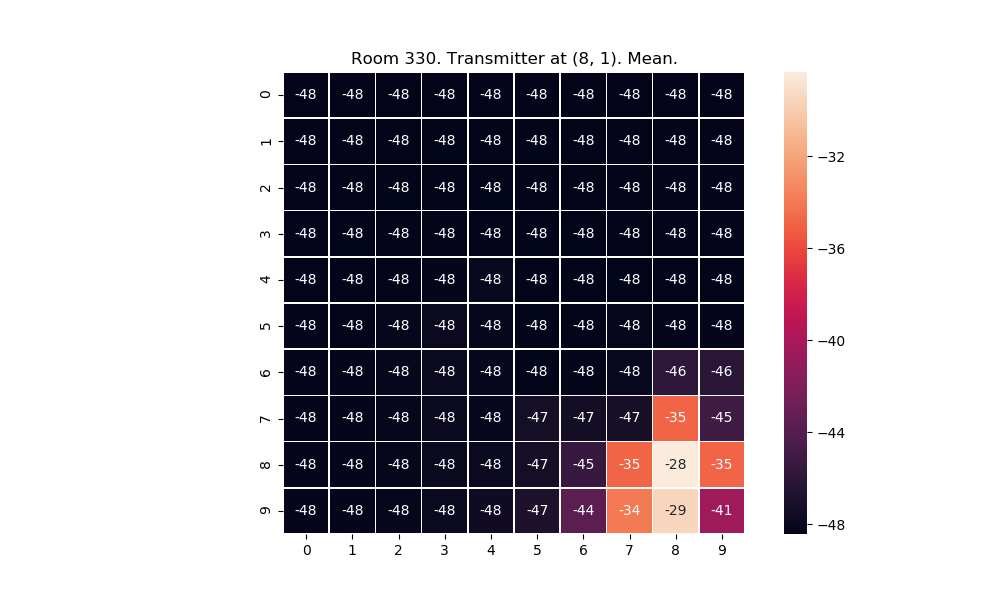 Room 330. Transmitter at (8, 1). Mean.
0 -48 -48 -48 -48 -48 -48 -48 -48 -48 -48
1 -48 -48 -48 -48 -48 -48 -48 -48 -48 -48
−32
2 -48 -48 -48 -48 -48 -48 -48 -48 -48 -48
3 -48 -48 -48 -48 -48 -48 -48 -48 -48 -48
−36
4 -48 -48 -48 -48 -48 -48 -48 -48 -48 -48
5 -48 -48 -48 -48 -48 -48 -48 -48 -48 -48
−40
6 -48 -48 -48 -48 -48 -48 -48 -48 -46 -46
7 -48 -48 -48 -48 -48 -47 -47 -47 -35 -45
−44
8 -48 -48 -48 -48 -48 -47 -45 -35 -28 -35
9 -48 -48 -48 -48 -48 -47 -44 -34 -29 -41
−48
0 1 2 3 4 5 6 7 8 9